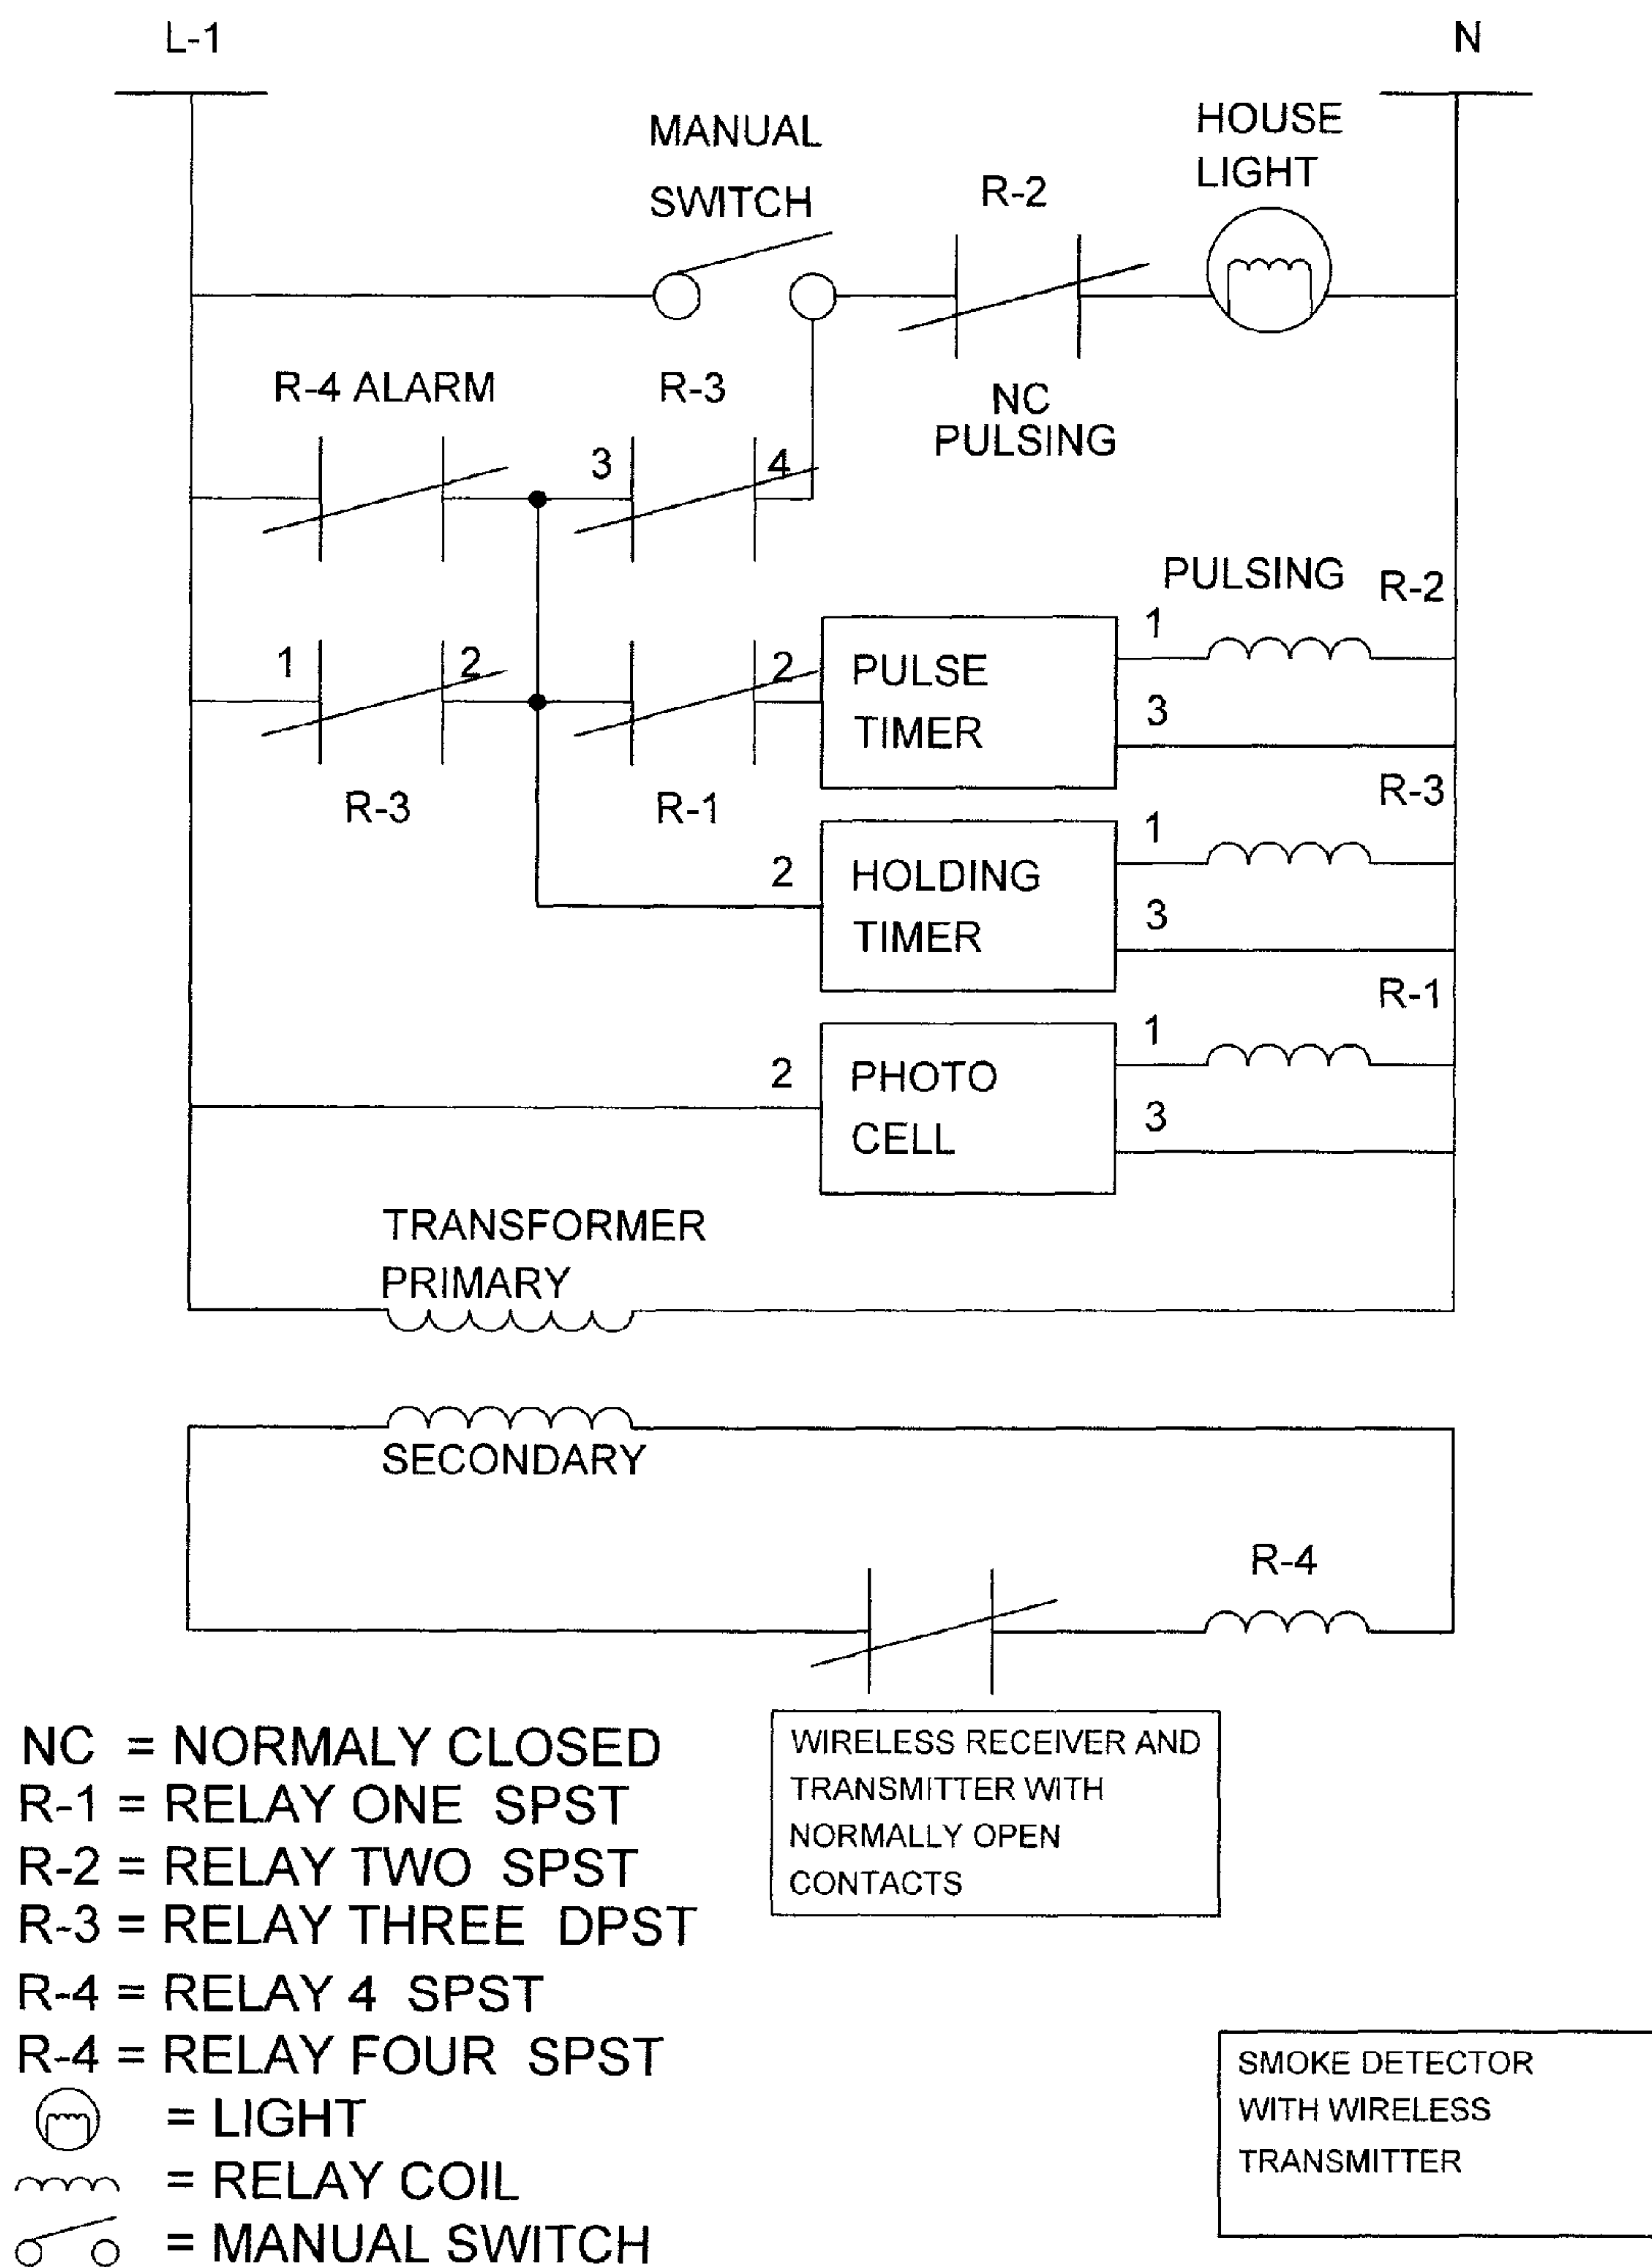 L-1
N
MANUAL
SWITCH
R-2
HOUSE
LIGHT
R-4 ALARM
R-3
NC
PULSING
3
4
PULSING
R-2
1
2
2
PULSE
TIMER
1
3
R-3
R-1
R-3
2
HOLDING
TIMER
1
3
R-1
2
PHOTO
CELL
1
3
TRANSFORMER
PRIMARY
SECONDARY
R-4
WIRELESS RECEIVER AND
TRANSMITTER WITH
NORMALLY OPEN
CONTACTS
NC = NORMALY CLOSED
R-1 = RELAY ONE SPST
R-2 = RELAY TWO SPST
R-3 = RELAY THREE DPST
R-4 = RELAY 4 SPST
R-4 = RELAY FOUR SPST
= LIGHT
= RELAY COIL
= MANUAL SWITCH
SMOKE DETECTOR
WITH WIRELESS
TRANSMITTER